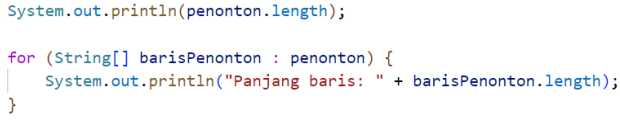 System.out.println(penonton.length);
for (String[] barisPenonton : penonton) {
System.out.println("Panjang baris: " + barisPenonton.length);
}